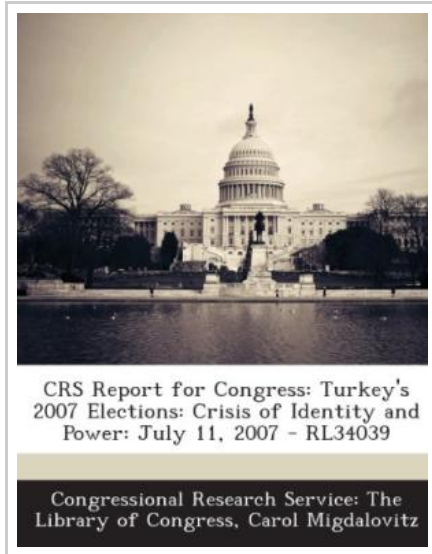 CRS Report for Congress: Turkey's
2007 Elections: Crisis of Identity and
Power: July 11, 2007 - RL34039
Congressional Research Service: The
Library of Congress, Carol Migdalovitz